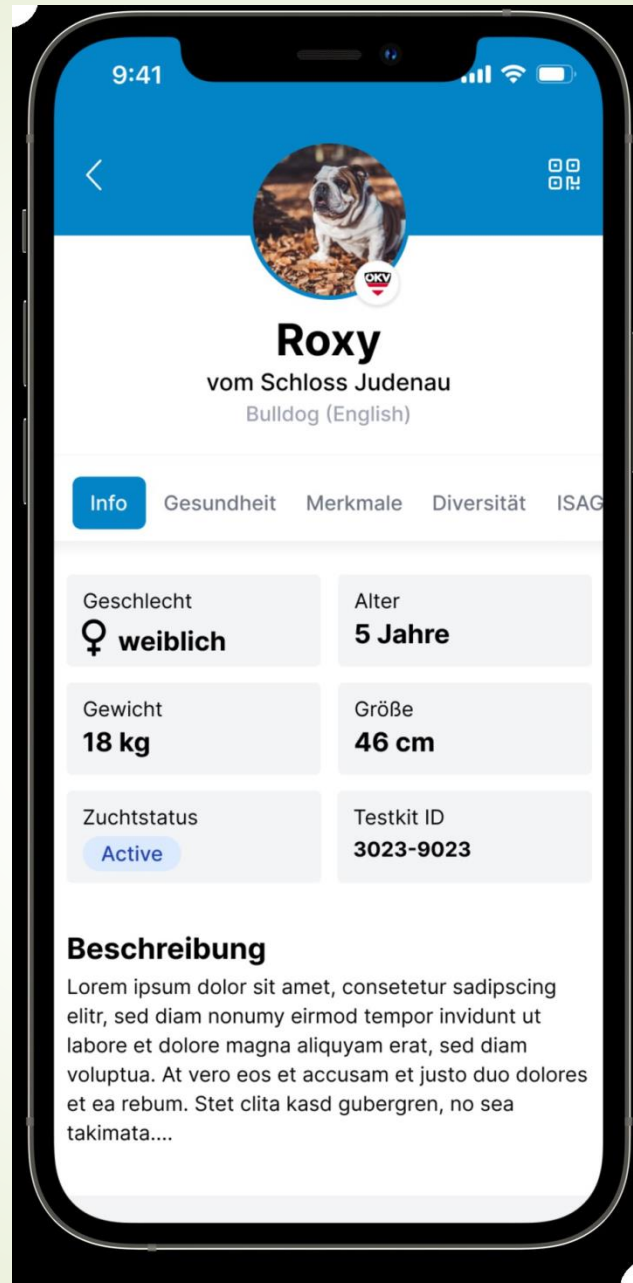 9:41
ÖKV
Roxy
vom Schloss Judenau
Bulldog (English)
Info Gesundheit Merkmale Diversität ISAG
Geschlecht Alter
♀ weiblich 5 Jahre
Gewicht Größe
18 kg 46 cm
Zuchtstatus Testkit ID
Active 3023-9023
Beschreibung
Lorem ipsum dolor sit amet, consetetur sadipscing
elitr, sed diam nonumy eirmod tempor invidunt ut
labore et dolore magna aliquyam erat, sed diam
voluptua. At vero eos et accusam et justo duo dolores
et ea rebum. Stet clita kasd gubergren, no sea
takimata....